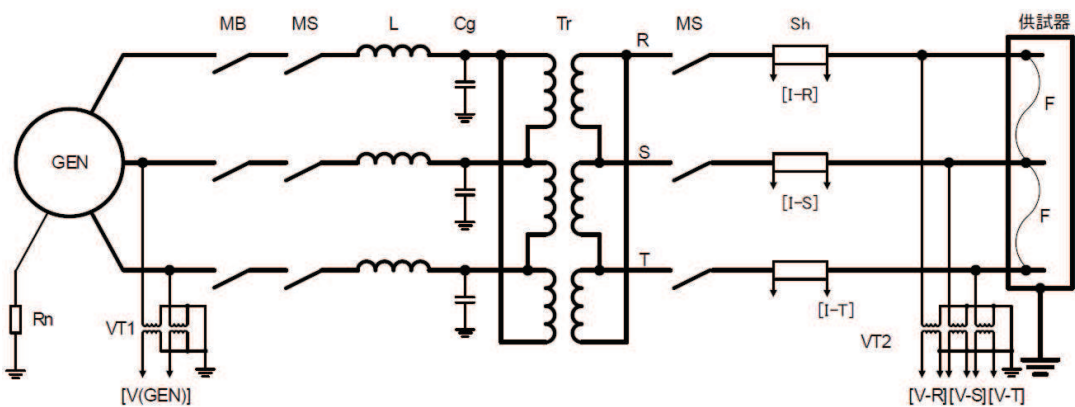 MB MS L Cg Tr MS Sh 供試器
R
[I-R]
F
GEN
S
[I-S]
F
T
[I-T]
Rn
VT1
VT2
[V(GEN)]
[V-R] [V-S] [V-T]